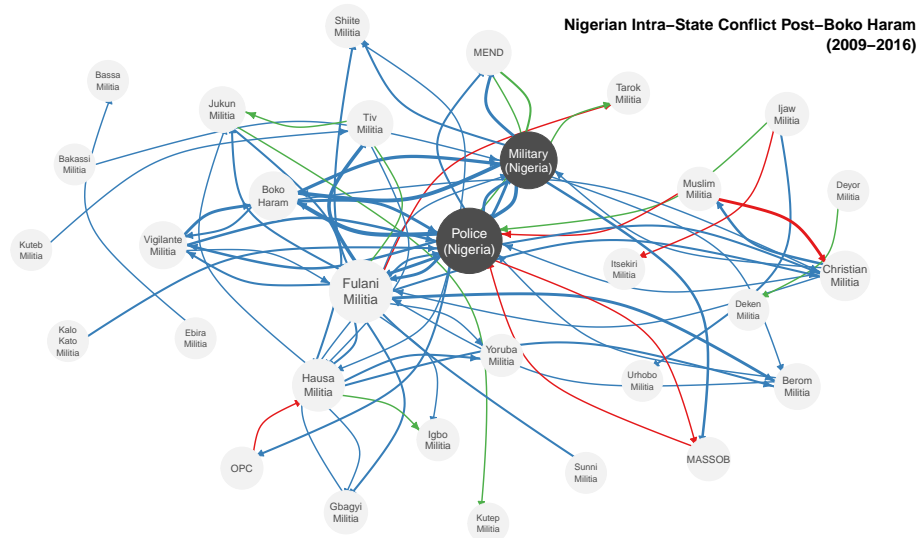 Nigerian Intra−State Conflict Post−Boko Haram
(2009−2016)
Shiite
Militia
MEND
Bassa
Militia
Tarok
Militia
Jukun
Militia
Tiv
Militia
Ijaw
Militia
Bakassi
Militia
Military
(Nigeria)
Boko
Haram
Muslim
Militia
Deyor
Militia
Kuteb
Militia
Vigilante
Militia
Police
(Nigeria)
Itsekiri
Militia
Christian
Militia
Fulani
Militia
Deken
Militia
Kalo
Kato
Militia
Ebira
Militia
Yoruba
Militia
Hausa
Militia
Urhobo
Militia
Berom
Militia
Igbo
Militia
OPC
MASSOB
Sunni
Militia
Gbagyi
Militia
Kutep
Militia